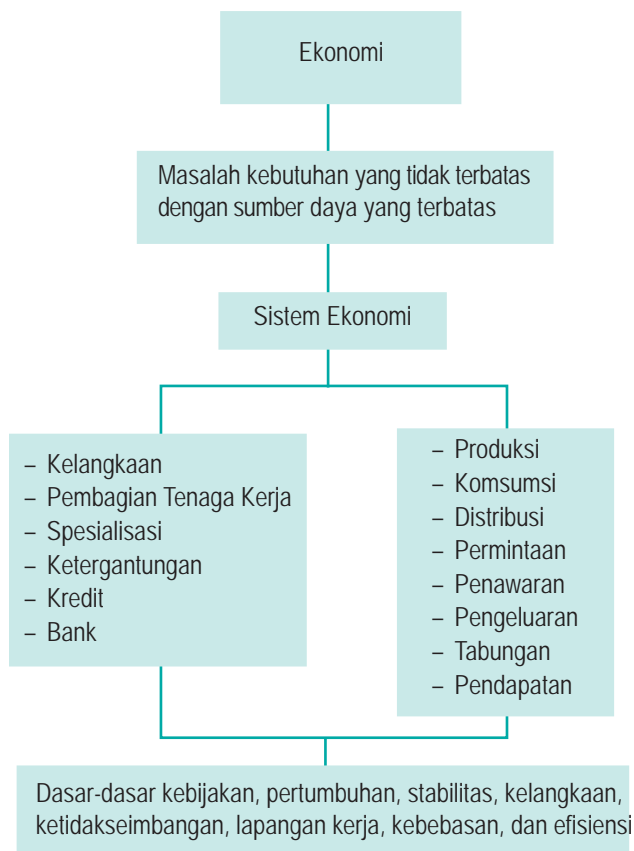 Ekonomi
Masalah kebutuhan yang tidak terbatas
dengan sumber daya yang terbatas
Sistem Ekonomi
– Kelangkaan
– Pembagian Tenaga Kerja
– Spesialisasi
– Ketergantungan
– Kredit
– Bank
– Produksi
– Komsumsi
– Distribusi
– Permintaan
– Penawaran
– Pengeluaran
– Tabungan
– Pendapatan
Dasar-dasar kebijakan, pertumbuhan, stabilitas, kelangkaan,
ketidakseimbangan, lapangan kerja, kebebasan, dan efisiensi